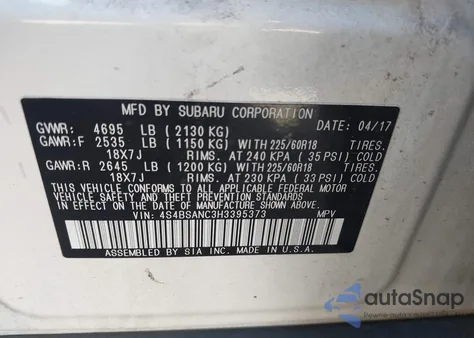 MFD BY SUBARU CORPORATION DATE: 04/17
GVWR: 4695 LB (2130 KG)
GAWR:F 2535 LB (1150 KG) WITH 225/60R18 TIRES.
18X7J RIMS. AT 240 KPA ( 35 PSI) COLD
GAWR:R 2645 LB (1200 KG) WITH 225/60R18 TIRES.
18X7J RIMS. AT 230 KPA ( 33 PSI) COLD
THIS VEHICLE CONFORMS TO ALL APPLICABLE FEDERAL MOTOR
VEHICLE SAFETY, BUMPER, AND THEFT PREVENTION STANDARDS
IN EFFECT ON THE DATE OF MANUFACTURE SHOWN ABOVE.
VIN: 4S4BSANC3H3395373 MPV
ASSEMBLED BY SIA INC. MADE IN U.S.A.
autoSnap